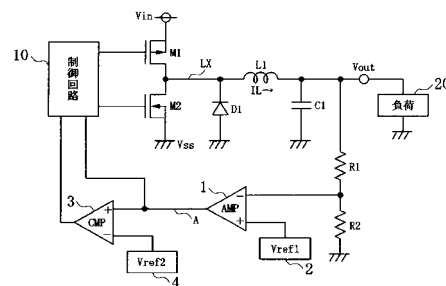 Vin
10
制御回路
M1
LX
L1
IL→
Vout
20
負荷
M2
D1
C1
Vss
R1
3
1
CMP
+
-
A
AMP
-
+
R2
Vref2
4
Vref1
2